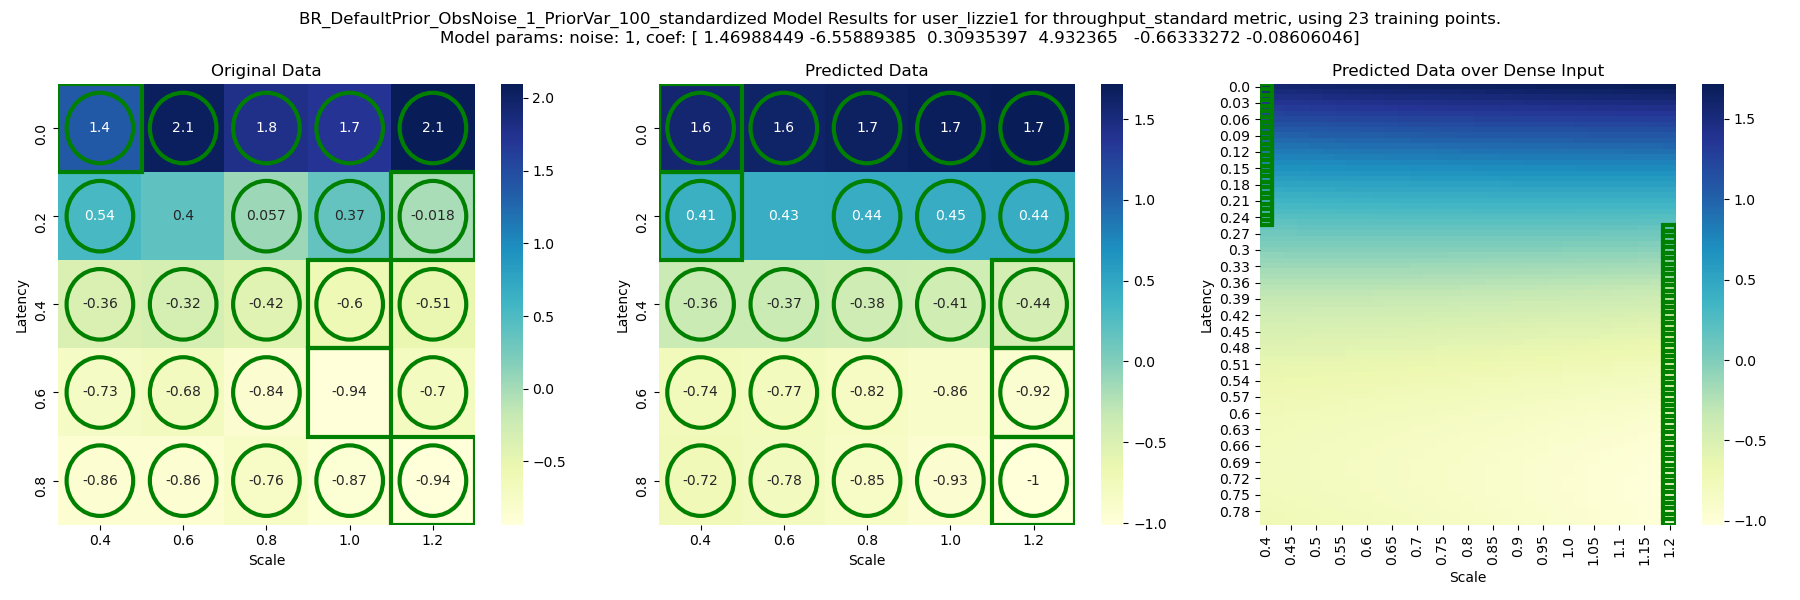 BR_DefaultPrior_ObsNoise_1_PriorVar_100_standardized Model Results for user_lizzie1 for throughput_standard metric, using 23 training points.
Model params: noise: 1, coef: [ 1.46988449 -6.55889385  0.30935397  4.932365   -0.66333272 -0.08606046]
Original Data
0.0 1.4 2.1 1.8 1.7 2.1
0.2 0.54 0.4 0.057 0.37 -0.018
0.4 -0.36 -0.32 -0.42 -0.6 -0.51
0.6 -0.73 -0.68 -0.84 -0.94 -0.7
0.8 -0.86 -0.86 -0.76 -0.87 -0.94
Latency
0.4 0.6 0.8 1.0 1.2
Scale
2.0
1.5
1.0
0.5
0.0
−0.5
Predicted Data
0.0 1.6 1.6 1.7 1.7 1.7
0.2 0.41 0.43 0.44 0.45 0.44
0.4 -0.36 -0.37 -0.38 -0.41 -0.44
0.6 -0.74 -0.77 -0.82 -0.86 -0.92
0.8 -0.72 -0.78 -0.85 -0.93 -1
Latency
0.4 0.6 0.8 1.0 1.2
Scale
1.5
1.0
0.5
0.0
−0.5
−1.0
Predicted Data over Dense Input
0.0
0.03
0.06
0.09
0.12
0.15
0.18
0.21
0.24
0.27
0.3
0.33
0.36
0.39
0.42
0.45
0.48
0.51
0.54
0.57
0.6
0.63
0.66
0.69
0.72
0.75
0.78
Latency
0.4 0.45 0.5 0.55 0.6 0.65 0.7 0.75 0.8 0.85 0.9 0.95 1.0 1.05 1.1 1.15 1.2
Scale
1.5
1.0
0.5
0.0
−0.5
−1.0